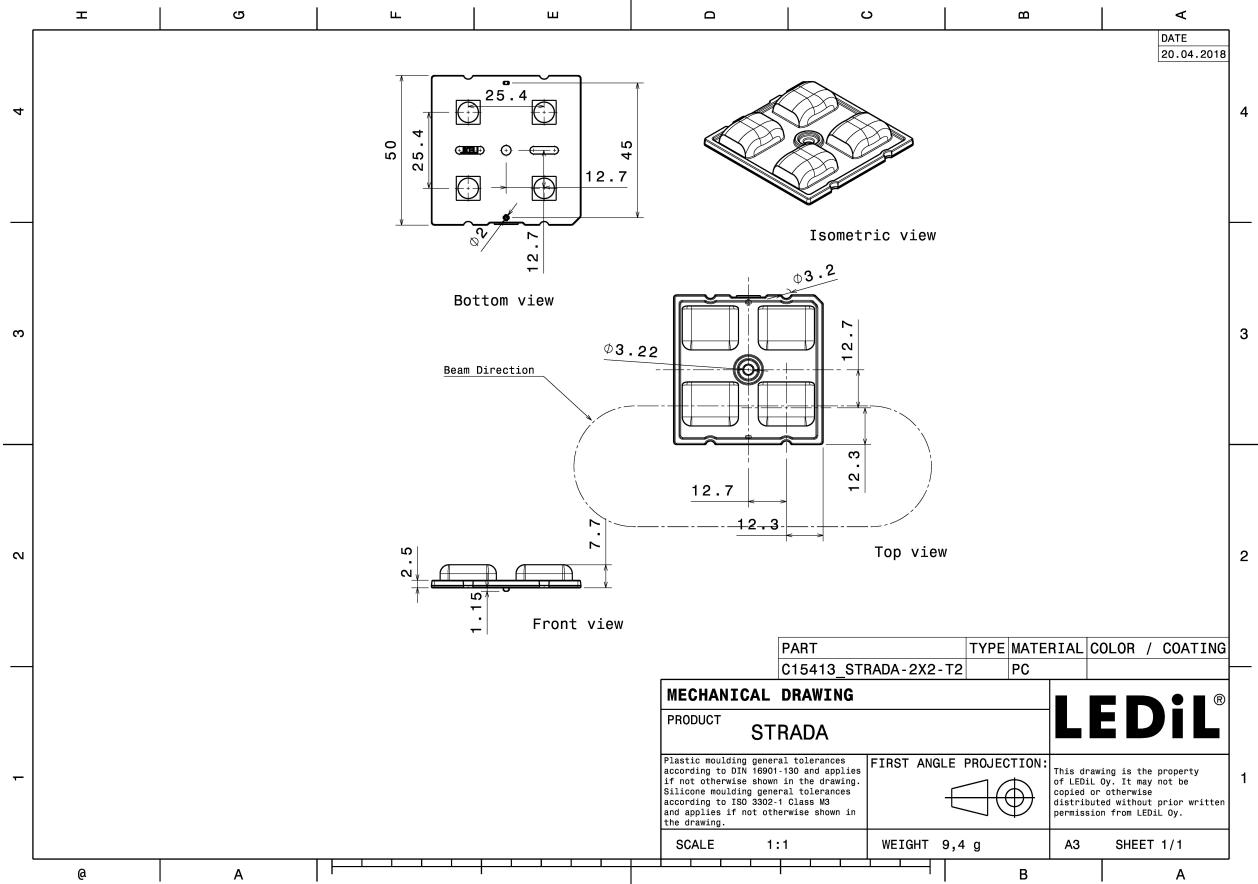 H G F E D C B A
DATE
20.04.2018
4
4
25.4
50
25.4
45
12.7
Ø2
12.7
Bottom view
Isometric view
3
3
Ø3.2
Ø3.22
12.7
Beam Direction
12.3
12.7
12.3
Top view
2
2
7.7
2.5
1.15
Front view
PART TYPE MATERIAL COLOR / COATING
C15413_STRADA-2X2-T2 PC
MECHANICAL DRAWING
LEDiL®
PRODUCT
STRADA
1
1
Plastic moulding general tolerances
according to DIN 16901-130 and applies
if not otherwise shown in the drawing.
Silicone moulding general tolerances
according to ISO 3302-1 Class M3
and applies if not otherwise shown in
the drawing.
FIRST ANGLE PROJECTION:
This drawing is the property
of LEDiL Oy. It may not be
copied or otherwise
distributed without prior written
permission from LEDiL Oy.
SCALE 1:1
WEIGHT 9,4 g
A3 SHEET 1/1
@ A B A